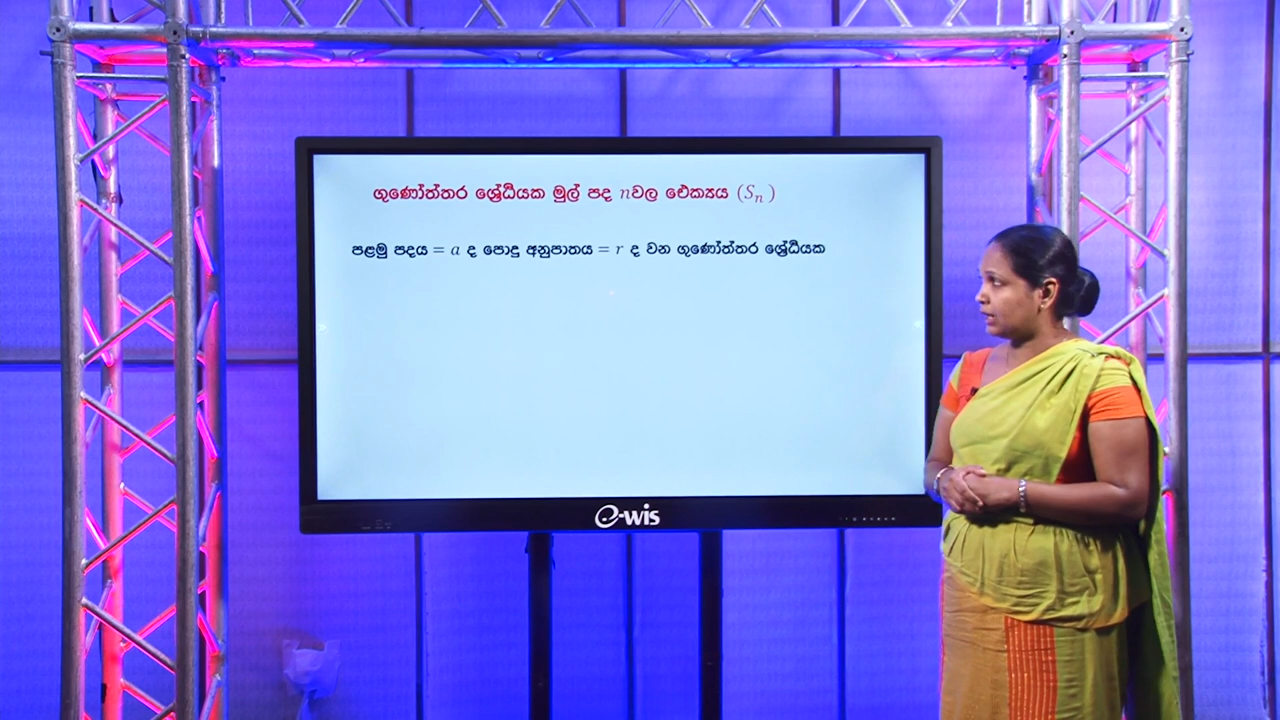 ගුණෝත්තර ශ්‍රේඪියක මුල් පද nවල ඓක්‍යය (Sn)
පළමු පදය = a ද පොදු අනුපාතය = r ද වන ගුණෝත්තර ශ්‍රේඪියක
e-wis